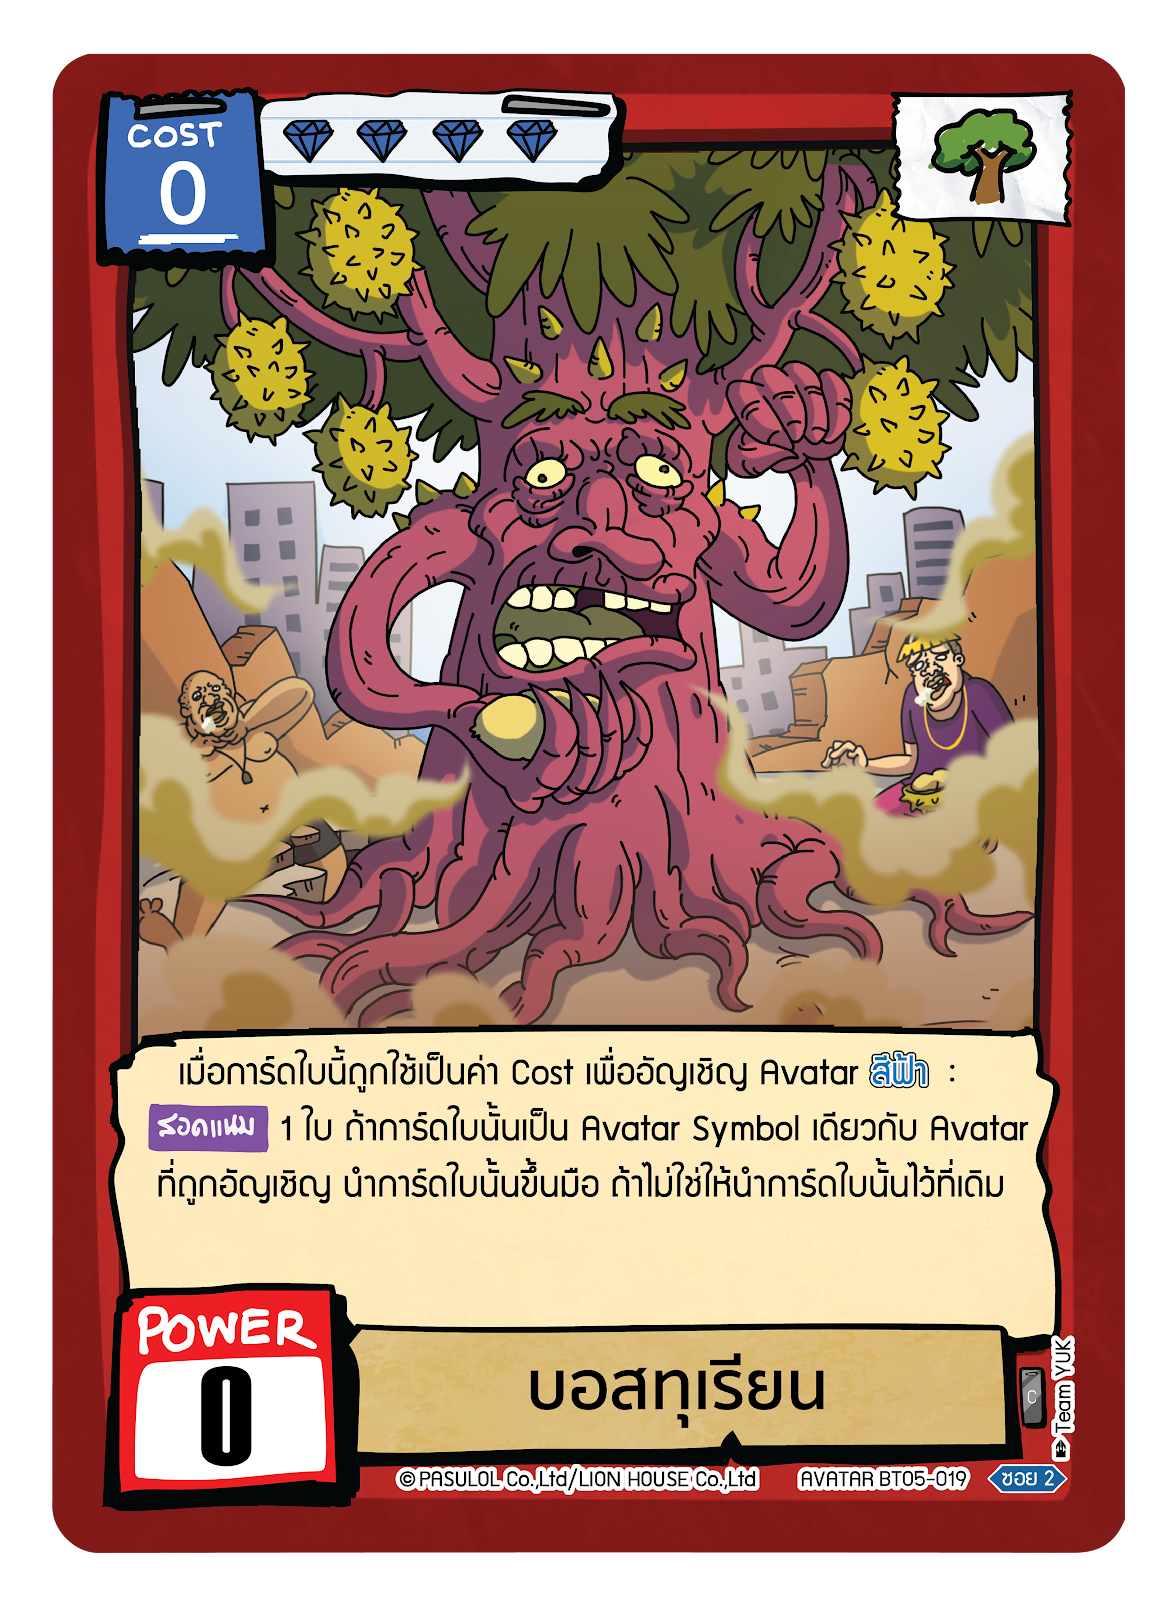 COST
0
เมื่อการ์ดใบนี้ถูกใช้เป็นค่า Cost เพื่ออัญเชิญ Avatar สีฟ้า :
สอดแนม 1 ใบ ถ้าการ์ดใบนั้นเป็น Avatar Symbol เดียวกับ Avatar
ที่ถูกอัญเชิญ นำการ์ดใบนั้นขึ้นมือ ถ้าไม่ใช่ให้นำการ์ดใบนั้นไว้ที่เดิม
POWER
0
บอสทุเรียน
C
Team YUK
© PASULOL Co.,Ltd/LION HOUSE Co.,Ltd
AVATAR BT05-019
ซอย 2